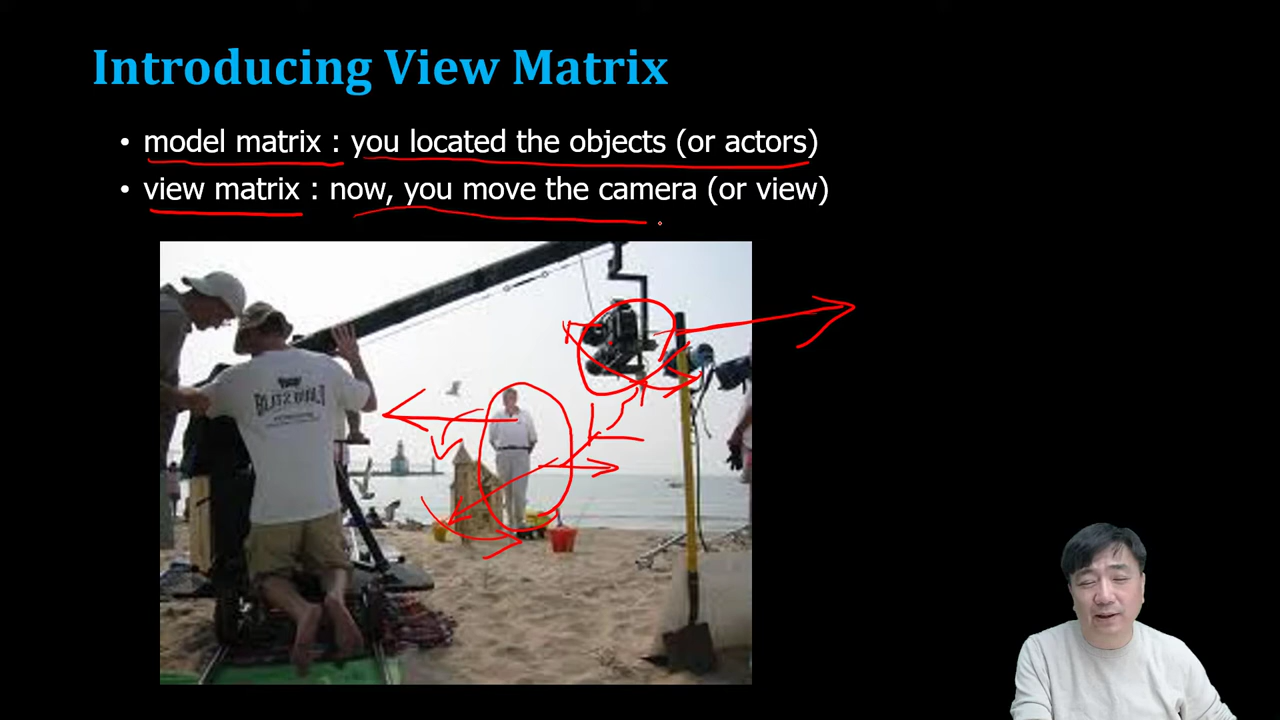 Introducing View Matrix
• model matrix : you located the objects (or actors)
• view matrix : now, you move the camera (or view)